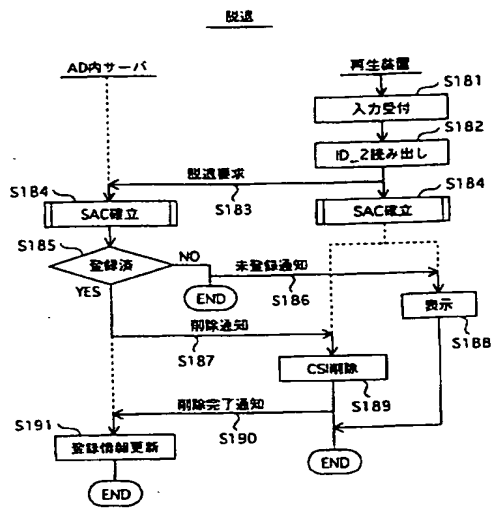 脱退
AD内サーバ
再生装置
S181
入力受付
S182
ID_2読み出し
脱退要求
S184
S183
S184
SAC確立
SAC確立
S185
登録済
NO
未登録通知
YES
END
S186
表示
削除通知
S188
S187
CSI削除
S189
削除完了通知
S191
S190
登録情報更新
END
END